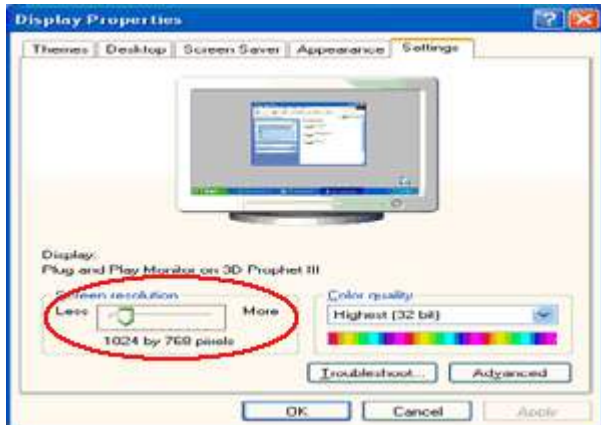 Display Properties
Themes Desktop Screen Saver Appearance Settings
Display:
Plug and Play Monitor on 3D Prophet III
Screen resolution
Less More
1024 by 768 pixels
Color quality
Highest (32 bit)
Troubleshoot... Advanced
OK Cancel Apply